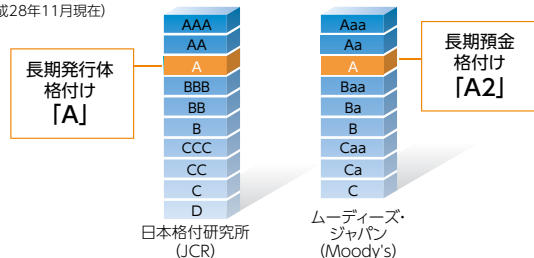 成28年11月現在)
長期発行体
格付け
「A」
AAA
AA
A
BBB
BB
B
CCC
CC
C
D
日本格付研究所
(JCR)
Aaa
Aa
A
Baa
Ba
B
Caa
Ca
C
ムーディーズ・
ジャパン
(Moody's)
長期預金
格付け
「A2」